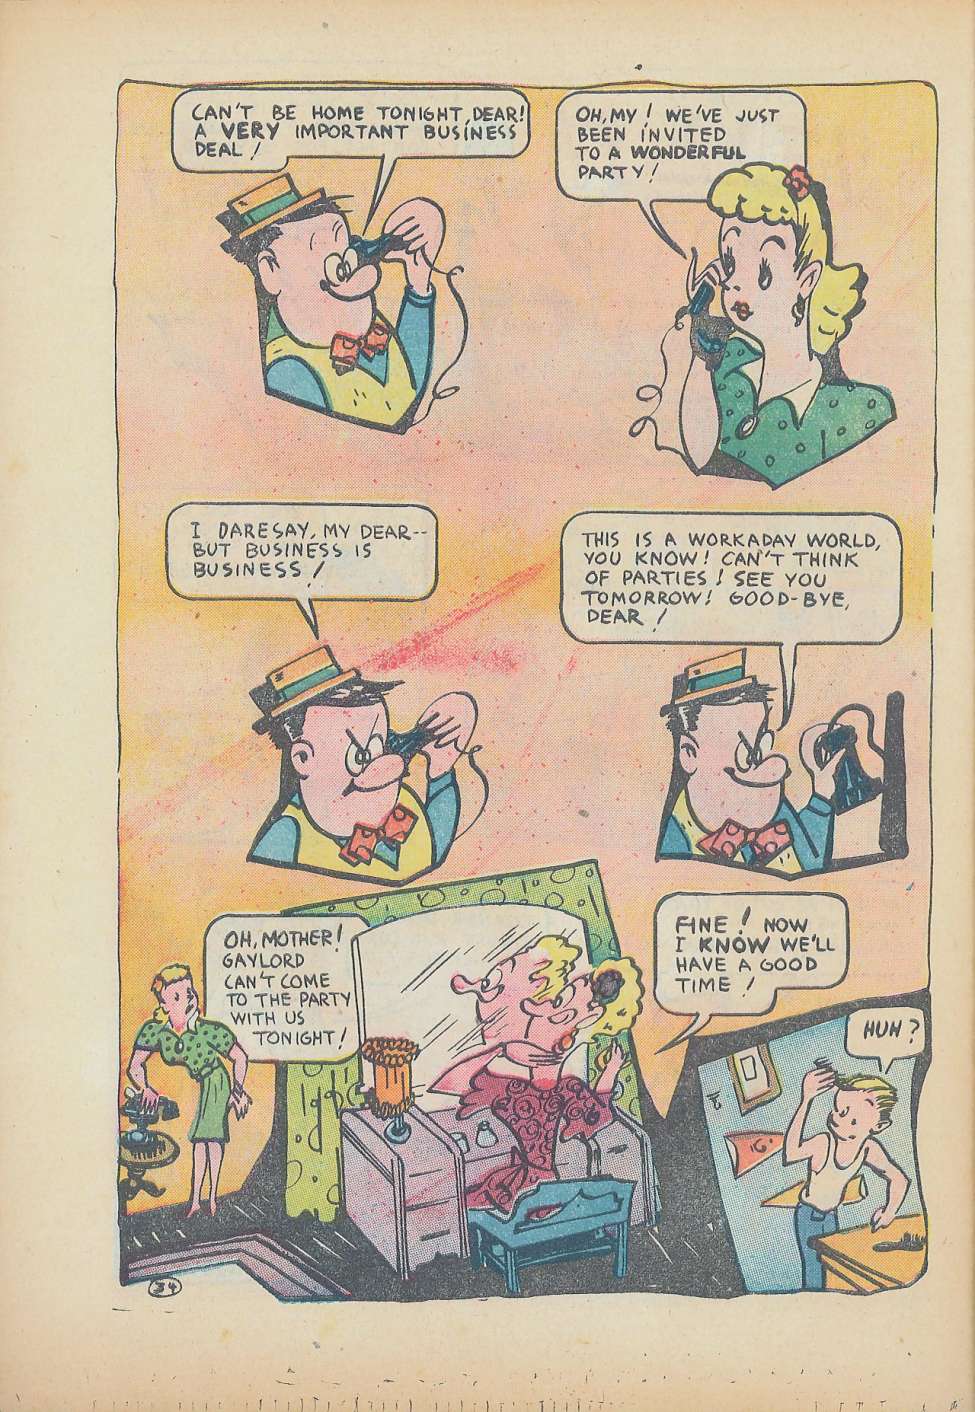 CAN'T BE HOME TONIGHT, DEAR!
A VERY IMPORTANT BUSINESS
DEAL!
OH, MY! WE'VE JUST
BEEN INVITED
TO A WONDERFUL
PARTY!
I DARESAY, MY DEAR--
BUT BUSINESS IS
BUSINESS!
THIS IS A WORKADAY WORLD,
YOU KNOW! CAN'T THINK
OF PARTIES! SEE YOU
TOMORROW! GOOD-BYE,
DEAR!
OH, MOTHER!
GAYLORD
CAN'T COME
TO THE PARTY
WITH US
TONIGHT!
FINE! NOW
I KNOW WE'LL
HAVE A GOOD
TIME!
HUH?
"G"
34